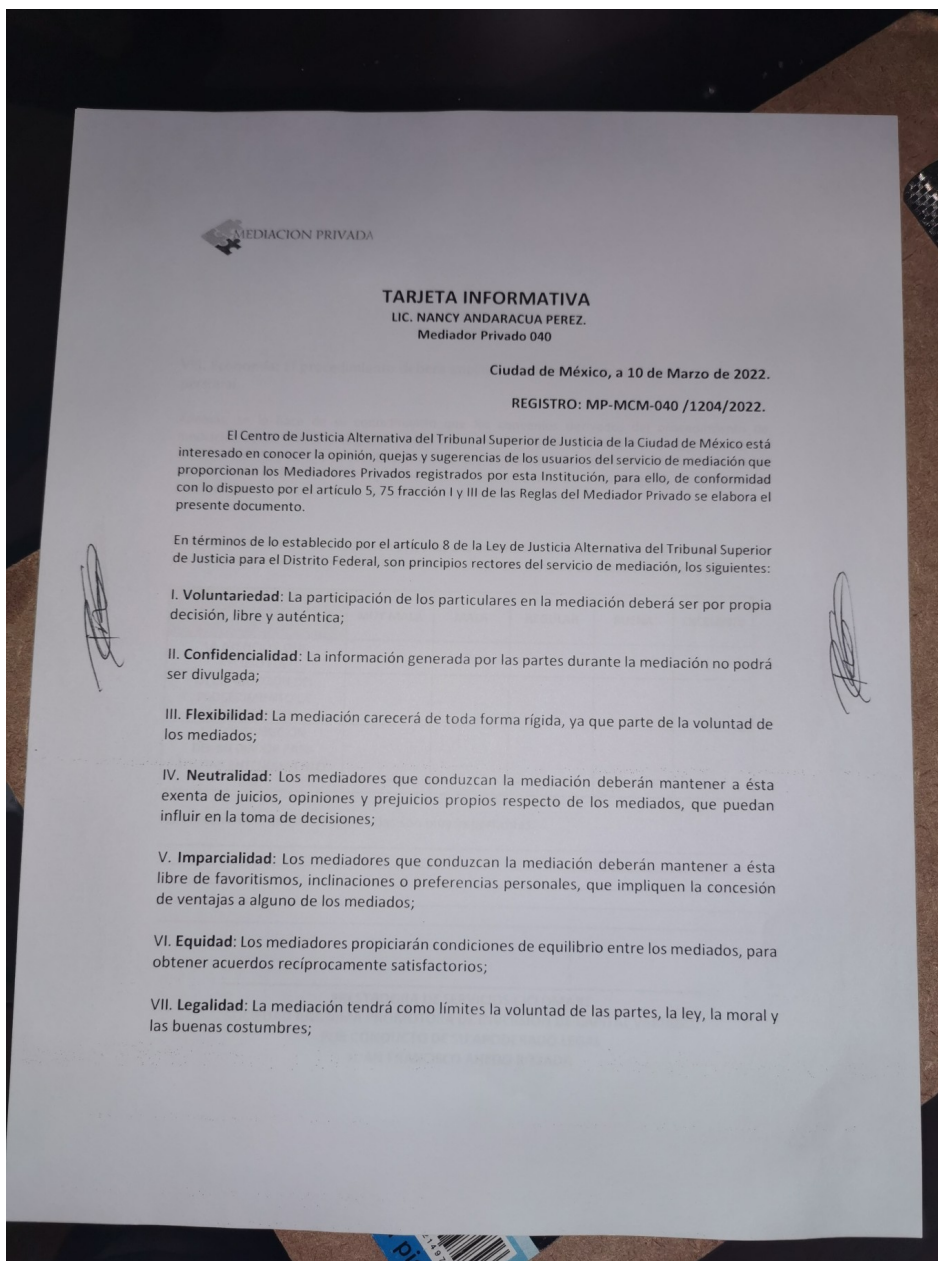 MEDIACION PRIVADA
TARJETA INFORMATIVA
LIC. NANCY ANDARACUA PEREZ.
Mediador Privado 040
Ciudad de México, a 10 de Marzo de 2022.
REGISTRO: MP-MCM-040 /1204/2022.
El Centro de Justicia Alternativa del Tribunal Superior de Justicia de la Ciudad de México está
interesado en conocer la opinión, quejas y sugerencias de los usuarios del servicio de mediación que
proporcionan los Mediadores Privados registrados por esta Institución, para ello, de conformidad
con lo dispuesto por el artículo 5, 75 fracción I y III de las Reglas del Mediador Privado se elabora el
presente documento.
En términos de lo establecido por el artículo 8 de la Ley de Justicia Alternativa del Tribunal Superior
de Justicia para el Distrito Federal, son principios rectores del servicio de mediación, los siguientes:
I. Voluntariedad: La participación de los particulares en la mediación deberá ser por propia
decisión, libre y auténtica;
II. Confidencialidad: La información generada por las partes durante la mediación no podrá
ser divulgada;
III. Flexibilidad: La mediación carecerá de toda forma rígida, ya que parte de la voluntad de
los mediados;
IV. Neutralidad: Los mediadores que conduzcan la mediación deberán mantener a ésta
exenta de juicios, opiniones y prejuicios propios respecto de los mediados, que puedan
influir en la toma de decisiones;
V. Imparcialidad: Los mediadores que conduzcan la mediación deberán mantener a ésta
libre de favoritismos, inclinaciones o preferencias personales, que impliquen la concesión
de ventajas a alguno de los mediados;
VI. Equidad: Los mediadores propiciarán condiciones de equilibrio entre los mediados, para
obtener acuerdos recíprocamente satisfactorios;
VII. Legalidad: La mediación tendrá como límites la voluntad de las partes, la ley, la moral y
las buenas costumbres;